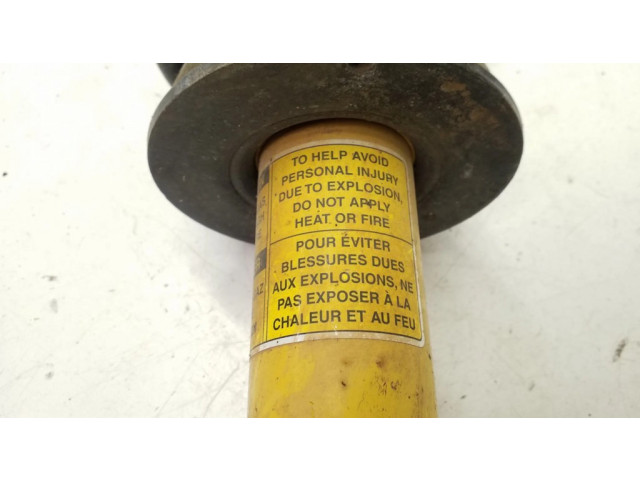 TO HELP AVOID
PERSONAL INJURY
DUE TO EXPLOSION,
DO NOT APPLY
HEAT OR FIRE
POUR ÉVITER
BLESSURES DUES
AUX EXPLOSIONS, NE
PAS EXPOSER À LA
CHALEUR ET AU FEU